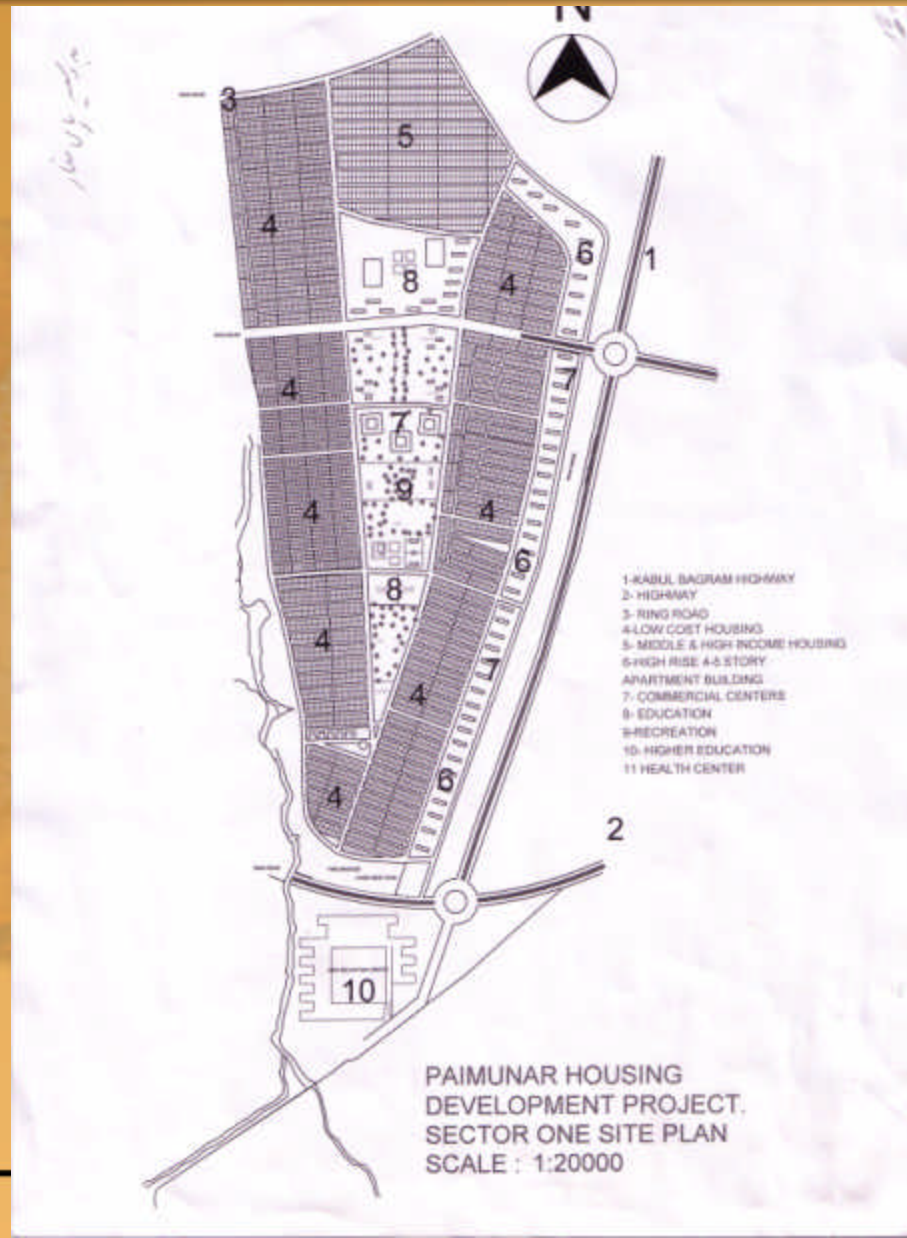 N
3
5
4
6
1
8
4
7
4
7
9
4
4
6
8
4
7
4
6
4
2
10
1-KABUL BAGRAM HIGHWAY
2- HIGHWAY
3- RING ROAD
4-LOW COST HOUSING
5- MIDDLE & HIGH INCOME HOUSING
6-HIGH RISE 4-5 STORY
APARTMENT BUILDING
7- COMMERCIAL CENTERS
8- EDUCATION
9-RECREATION
10- HIGHER EDUCATION
11 HEALTH CENTER
PAIMUNAR HOUSING
DEVELOPMENT PROJECT.
SECTOR ONE SITE PLAN
SCALE : 1:20000